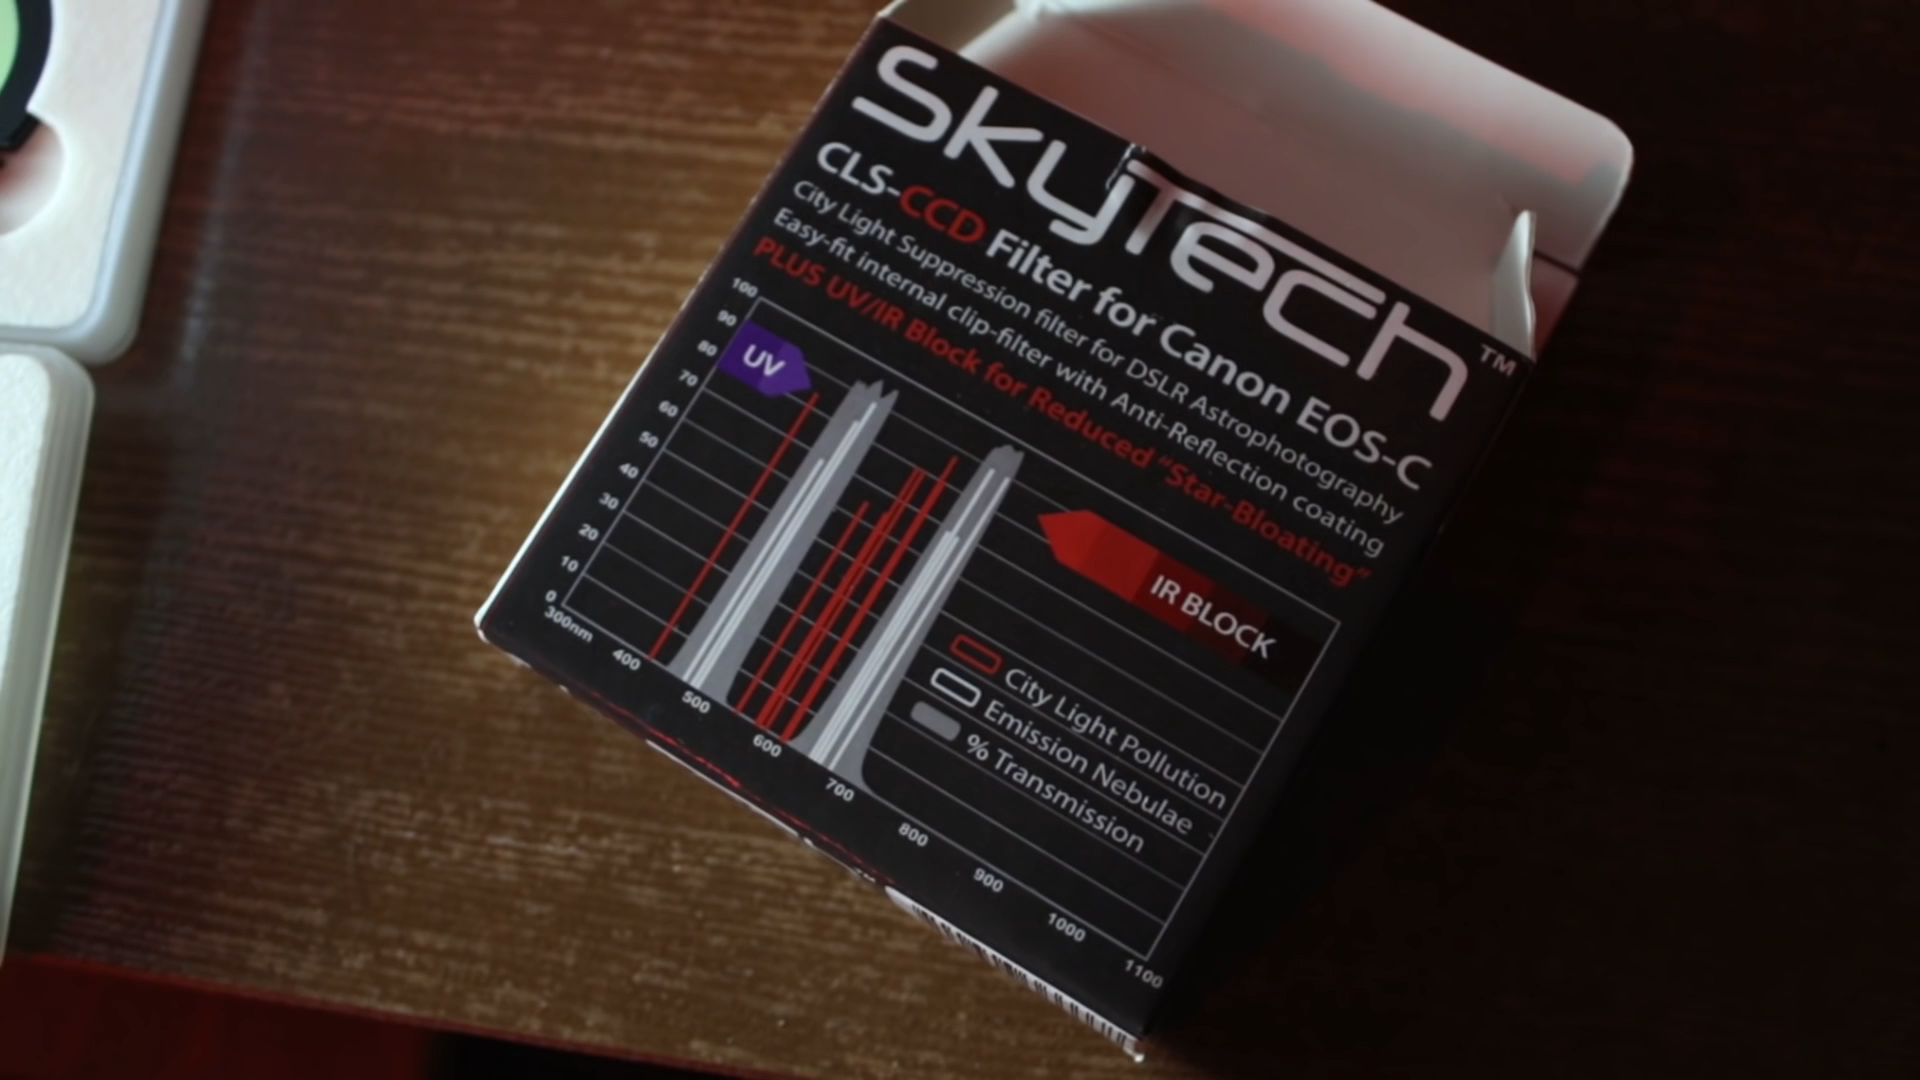 SkyTech™
CLS-CCD Filter for Canon EOS-C
City Light Suppression filter for DSLR Astrophotography
Easy-fit internal clip-filter with Anti-Reflection coating
PLUS UV/IR Block for Reduced "Star-Bloating"
100
90
80
70
60
50
40
30
20
10
0
UV
IR BLOCK
City Light Pollution
Emission Nebulae
% Transmission
300nm
400
500
600
700
800
900
1000
1100